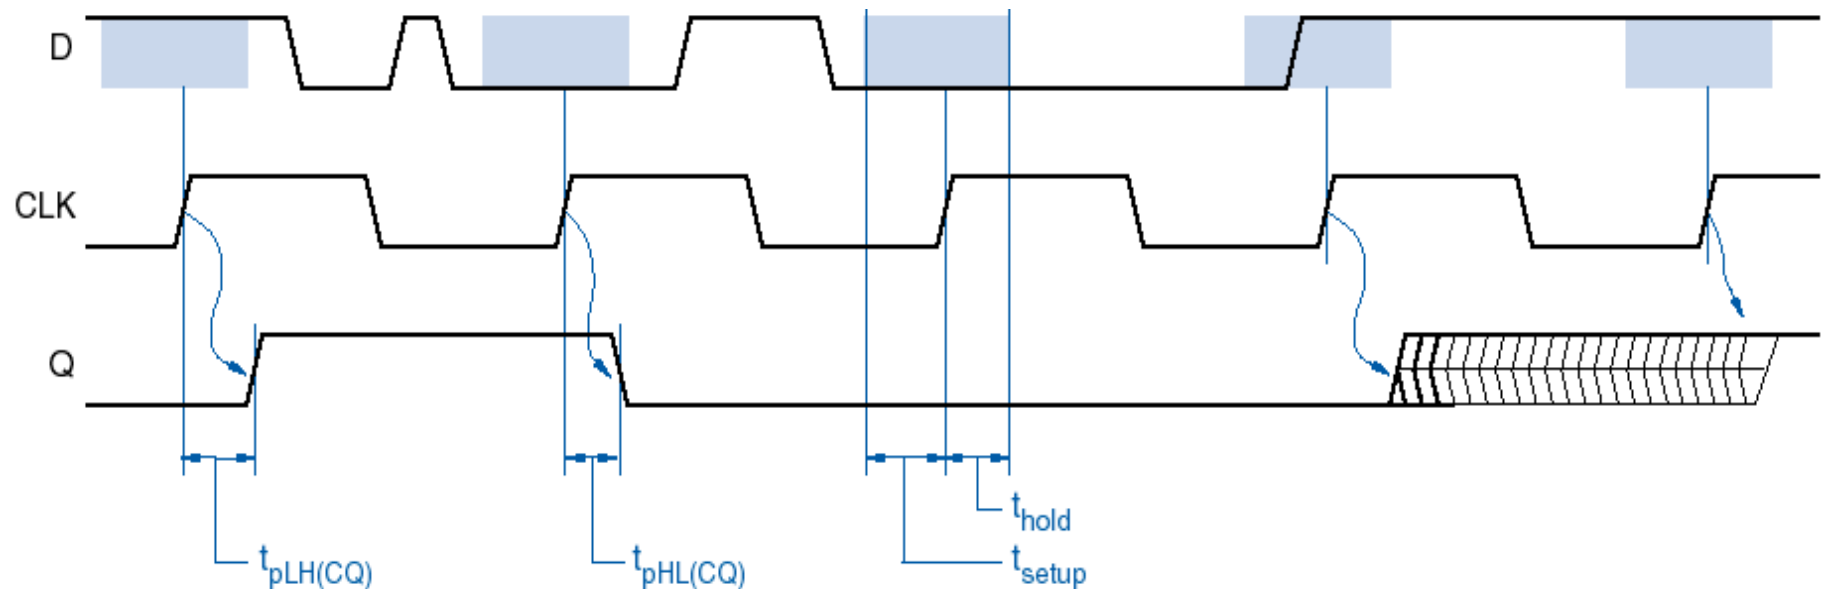 D
CLK
Q
thold
tpLH(CQ)
tpHL(CQ)
tsetup